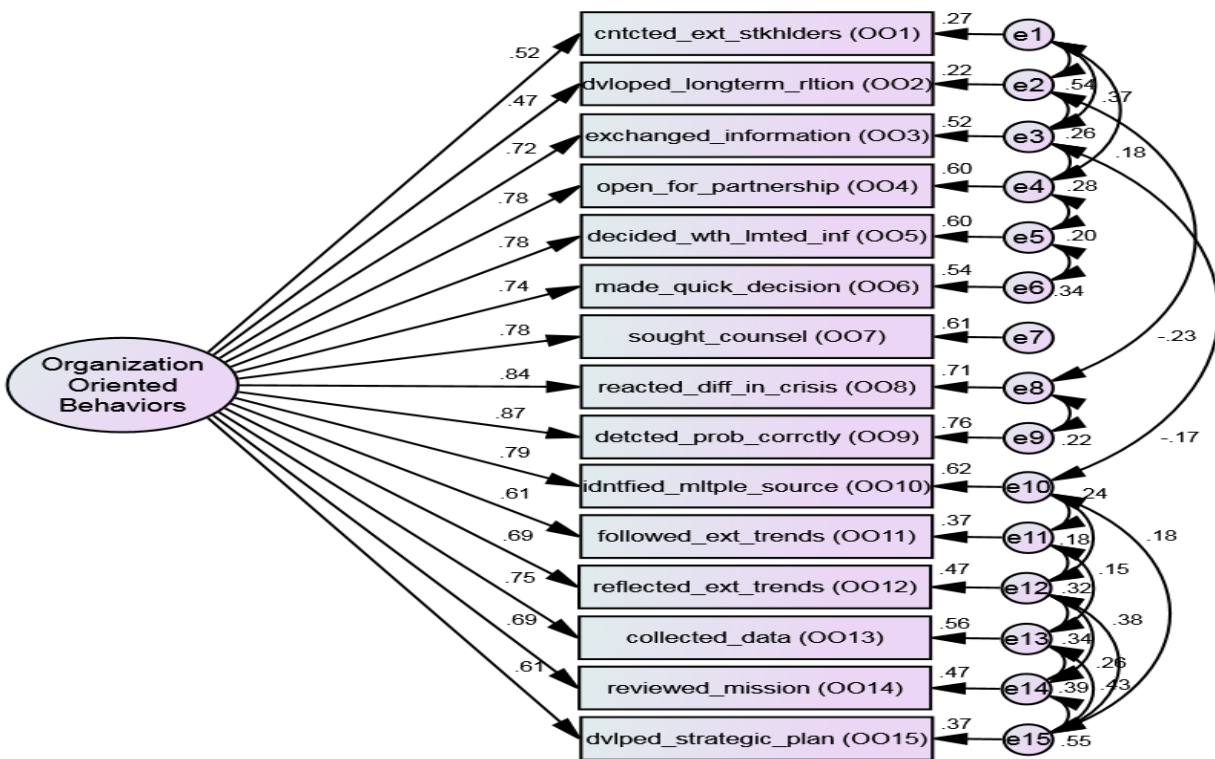 cntcted_ext_stkhlders (OO1)
.27
e1
.52
dvloped_longterm_rltion (OO2)
.22
e2
.54
.37
.47
exchanged_information (OO3)
.52
e3
.26
.18
.72
open_for_partnership (OO4)
.60
e4
.28
.78
decided_wth_lmted_inf (OO5)
.60
e5
.20
.78
made_quick_decision (OO6)
.54
e6
.34
.74
sought_counsel (OO7)
.61
e7
-.23
.78
Organization
Oriented
Behaviors
reacted_diff_in_crisis (OO8)
.71
e8
.84
detcted_prob_corrctly (OO9)
.76
e9
.22
-.17
.87
idntfied_mltple_source (OO10)
.62
e10
.24
.79
followed_ext_trends (OO11)
.37
e11
.18
.18
.61
reflected_ext_trends (OO12)
.47
e12
.32
.15
.69
collected_data (OO13)
.56
e13
.34
.38
.75
reviewed_mission (OO14)
.47
e14
.39
.26
.43
.69
dvlped_strategic_plan (OO15)
.37
e15
.55
.61